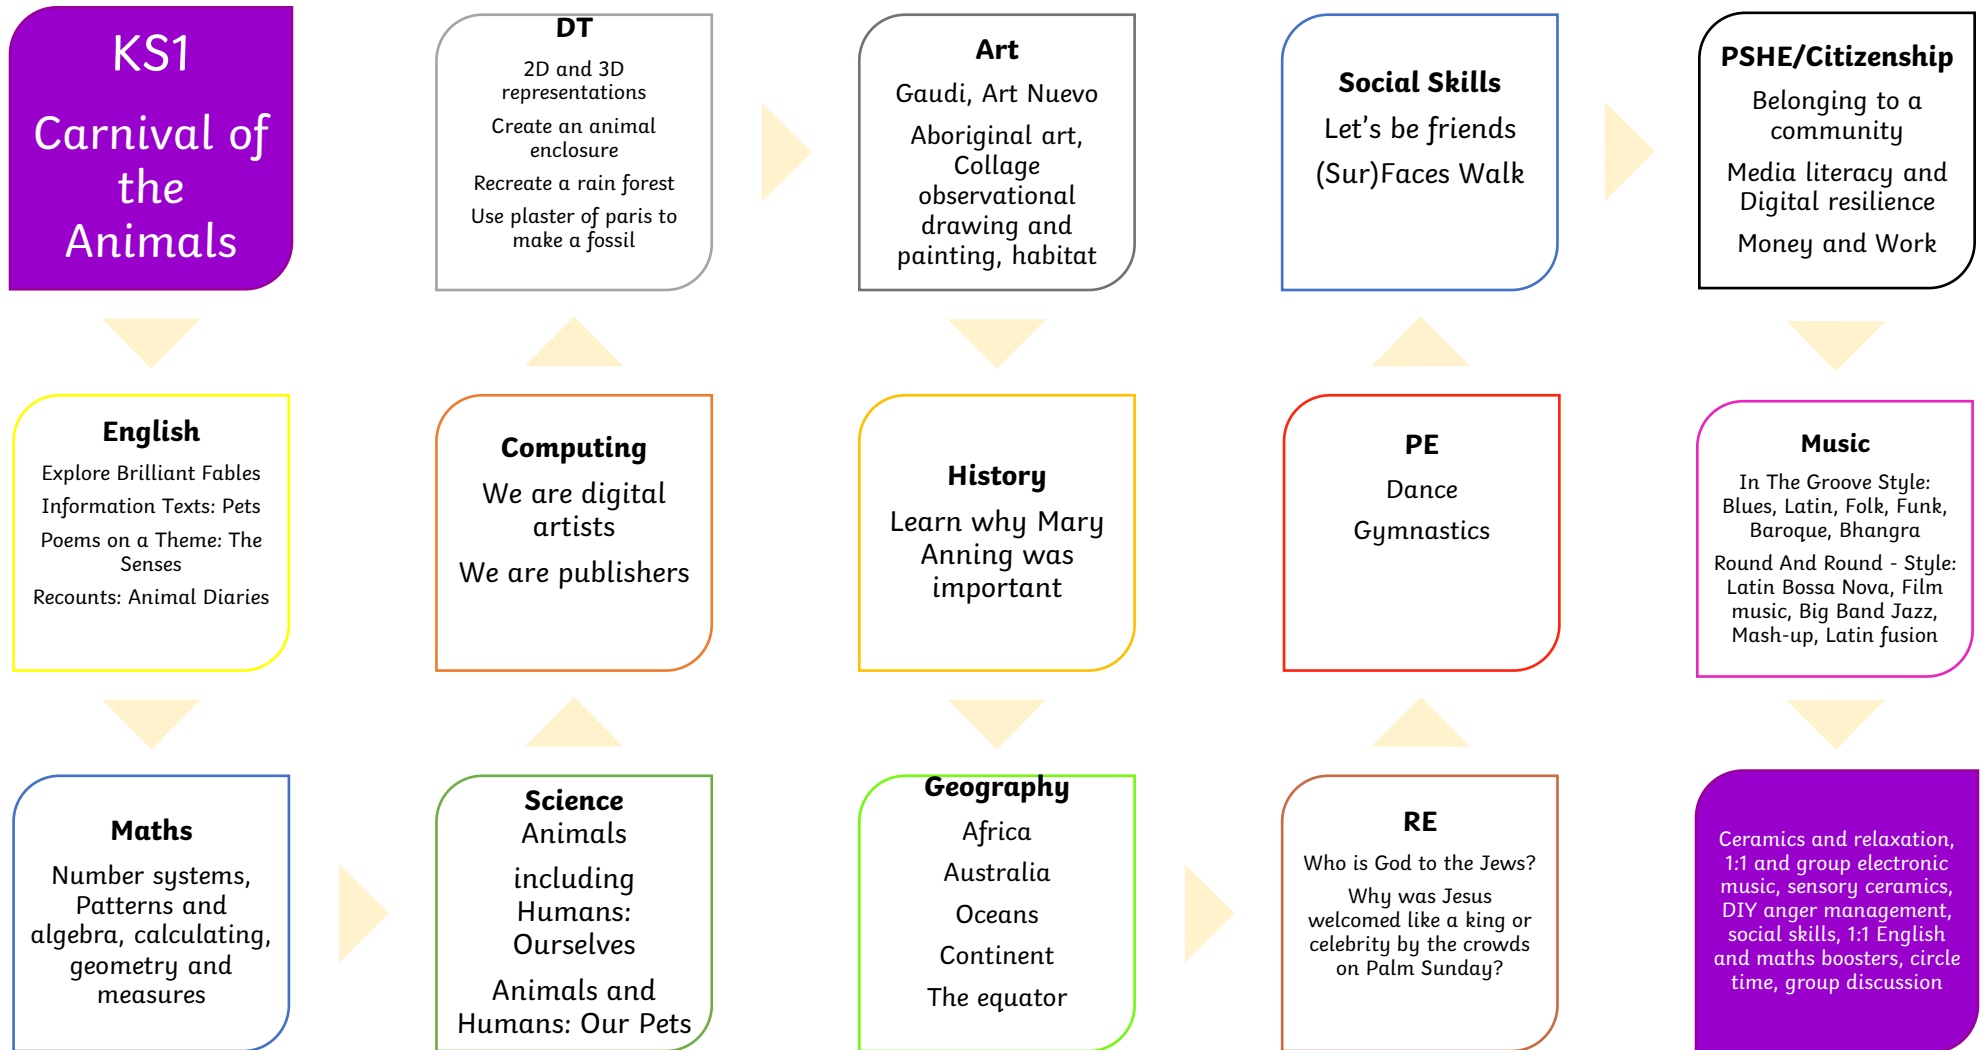 KS1
Carnival of
the
Animals
English
Explore Brilliant Fables
Information Texts: Pets
Poems on a Theme: The
Senses
Recounts: Animal Diaries
Maths
Number systems,
Patterns and
algebra, calculating,
geometry and
measures
Science
Animals
including
Humans:
Ourselves
Animals and
Humans: Our Pets
Computing
We are digital
artists
We are publishers
DT
2D and 3D
representations
Create an animal
enclosure
Recreate a rain forest
Use plaster of paris to
make a fossil
Art
Gaudi, Art Nuevo
Aboriginal art,
Collage
observational
drawing and
painting, habitat
History
Learn why Mary
Anning was
important
Geography
Africa
Australia
Oceans
Continent
The equator
RE
Who is God to the Jews?
Why was Jesus
welcomed like a king or
celebrity by the crowds
on Palm Sunday?
PE
Dance
Gymnastics
Social Skills
Let's be friends
(Sur)Faces Walk
PSHE/Citizenship
Belonging to a
community
Media literacy and
Digital resilience
Money and Work
Music
In The Groove Style:
Blues, Latin, Folk, Funk,
Baroque, Bhangra
Round And Round - Style:
Latin Bossa Nova, Film
music, Big Band Jazz,
Mash-up, Latin fusion
Ceramics and relaxation,
1:1 and group electronic
music, sensory ceramics,
DIY anger management,
social skills, 1:1 English
and maths boosters, circle
time, group discussion